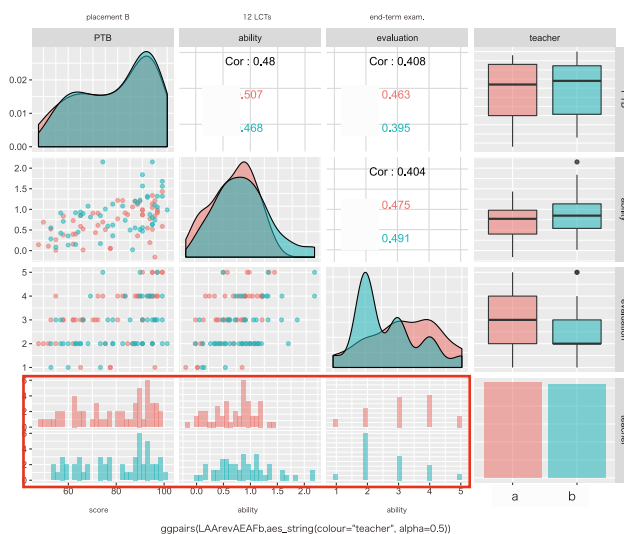 placement B 12 LCTs end-term exam.
PTB ability evaluation teacher
Cor : 0.48 Cor : 0.408
.507 0.463
.468 0.395
0.02
0.01
0.00
Cor : 0.404
0.475
0.491
2.0
1.5
1.0
0.5
0.0
5
4
3
2
1
60 80 100 0.0 0.5 1.0 1.5 2.0 1 2 3 4 5 a b
score ability ability
ggpairs(LAArevAEAFb,aes_string(colour="teacher", alpha=0.5))